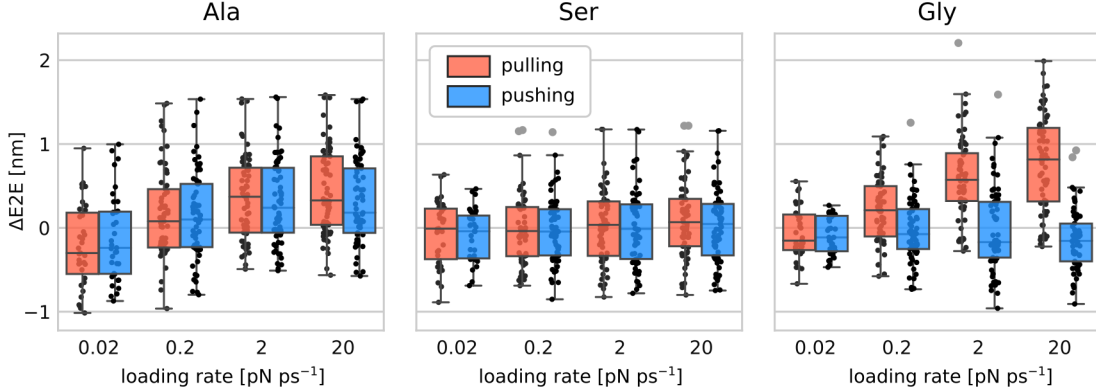 Ala
Ser
Gly
ΔE2E [nm]
2
1
0
−1
pulling
pushing
0.02 0.2 2 20
0.02 0.2 2 20
0.02 0.2 2 20
loading rate [pN ps⁻¹]
loading rate [pN ps⁻¹]
loading rate [pN ps⁻¹]